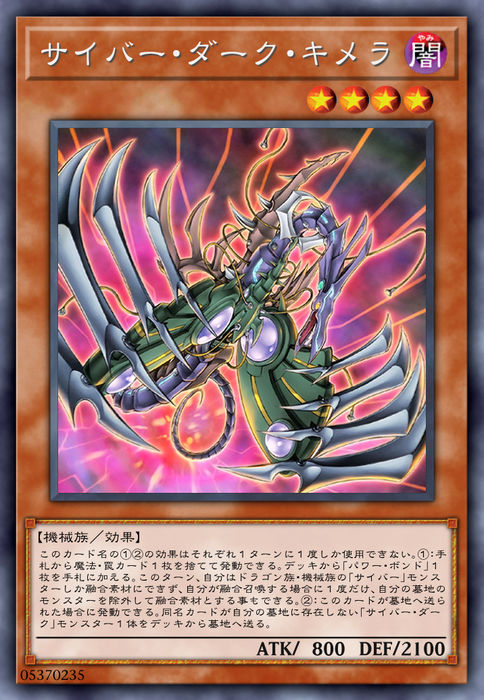 サイバー・ダーク・キメラ
やみ
闇
【機械族／効果】
このカード名の①②の効果はそれぞれ１ターンに１度しか使用できない。①：手
札から魔法・罠カード１枚を捨てて発動できる。デッキから「パワー・ボンド」１
枚を手札に加える。このターン、自分はドラゴン族・機械族の「サイバー」モンス
ターしか融合素材にできず、自分が融合召喚する場合に１度だけ、自分の墓地の
モンスターを除外して融合素材とする事もできる。②：このカードが墓地へ送ら
れた場合に発動できる。同名カードが自分の墓地に存在しない「サイバー・ダー
ク」モンスター１体をデッキから墓地へ送る。
ATK/ 800 DEF/2100
05370235